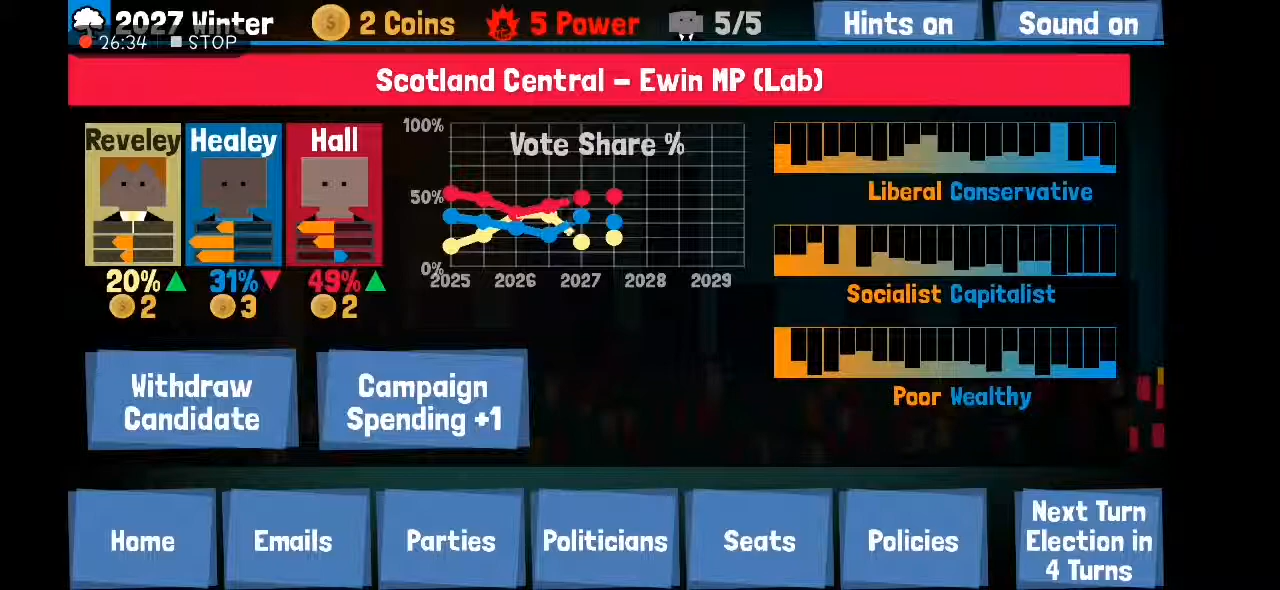 2027 Winter
2 Coins
5 Power
5/5
Hints on
Sound on
26:34
STOP
Scotland Central – Ewin MP (Lab)
Reveley
Healey
Hall
20%
31%
49%
2
3
2
Vote Share %
100%
50%
0%
2025
2026
2027
2028
2029
Liberal Conservative
Socialist Capitalist
Poor Wealthy
Withdraw
Candidate
Campaign
Spending +1
Home
Emails
Parties
Politicians
Seats
Policies
Next Turn
Election in
4 Turns